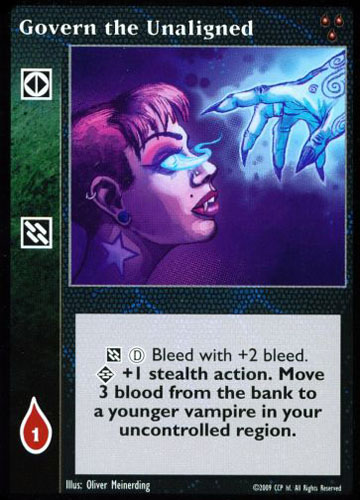 Govern the Unaligned
D Bleed with +2 bleed.
+1 stealth action. Move
3 blood from the bank to
a younger vampire in your
uncontrolled region.
1
Illus: Oliver Meinerding
©2009 CCP hf. All Rights Reserved